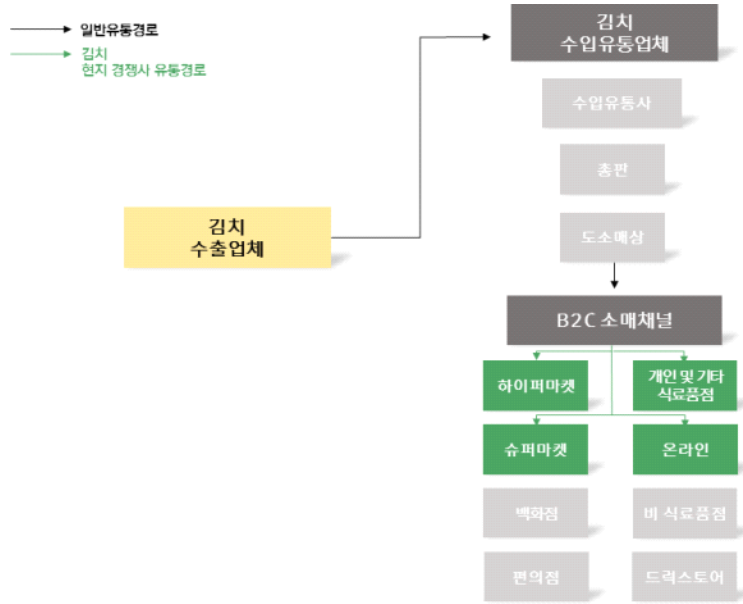 일반유통경로
김치
현지 경쟁사 유통경로
김치
수입유통업체
수입유통사
총판
김치
수출업체
도소매상
B2C 소매채널
하이퍼마켓
개인 및 기타
식료품점
슈퍼마켓
온라인
백화점
비 식료품점
편의점
드럭스토어